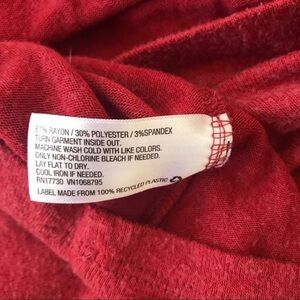 67% RAYON / 30% POLYESTER / 3%SPANDEX
TURN GARMENT INSIDE OUT.
MACHINE WASH COLD WITH LIKE COLORS.
ONLY NON-CHLORINE BLEACH IF NEEDED.
LAY FLAT TO DRY.
COOL IRON IF NEEDED.
RN17730 VN1068795
LABEL MADE FROM 100% RECYCLED PLASTIC